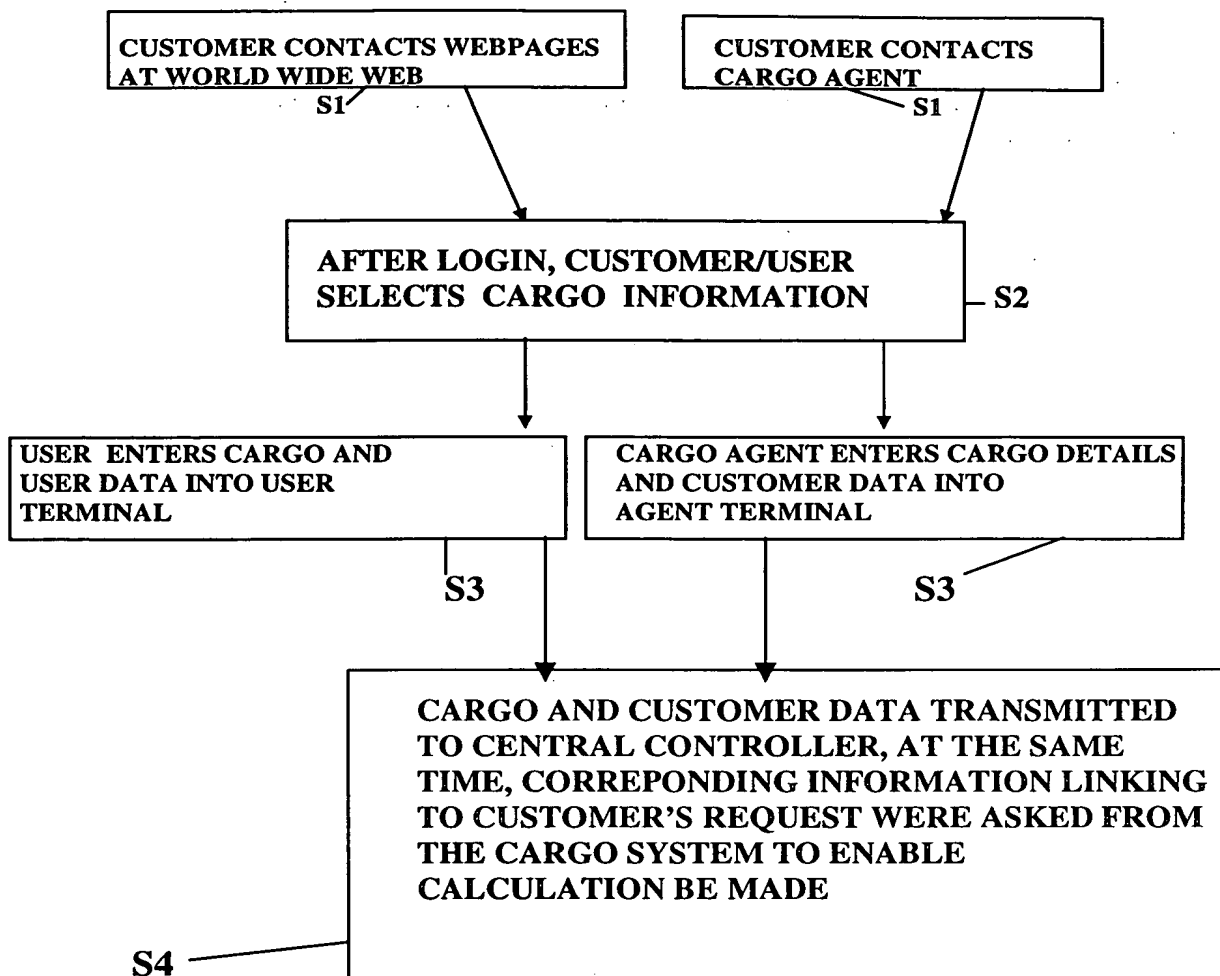 CUSTOMER CONTACTS WEBPAGES
AT WORLD WIDE WEB
S1
CUSTOMER CONTACTS
CARGO AGENT
S1
AFTER LOGIN, CUSTOMER/USER
SELECTS CARGO INFORMATION
S2
USER ENTERS CARGO AND
USER DATA INTO USER
TERMINAL
S3
CARGO AGENT ENTERS CARGO DETAILS
AND CUSTOMER DATA INTO
AGENT TERMINAL
S3
CARGO AND CUSTOMER DATA TRANSMITTED
TO CENTRAL CONTROLLER, AT THE SAME
TIME, CORREPONDING INFORMATION LINKING
TO CUSTOMER'S REQUEST WERE ASKED FROM
THE CARGO SYSTEM TO ENABLE
CALCULATION BE MADE
S4